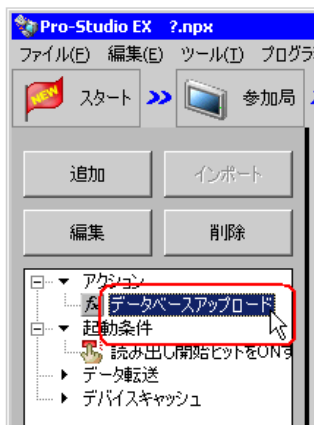 Pro-Studio EX ?.npx
ファイル(F) 編集(E) ツール(T) プログラ
NEW スタート 参加局
追加 インポート
編集 削除
アクション
fx データベースアップロード
起動条件
読み出し開始ビットをONす
データ転送
デバイスキャッシュ